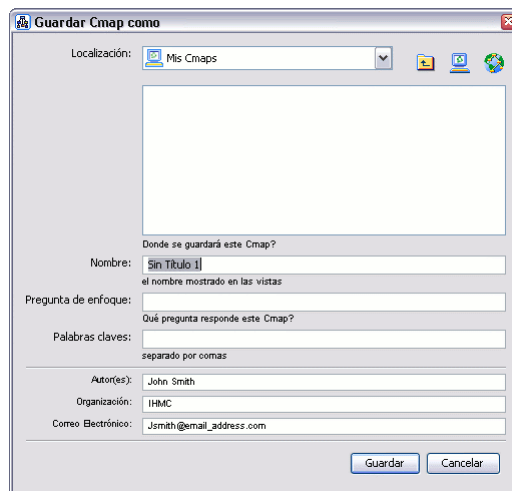 Guardar Cmap como
Localización: Mis Cmaps
Donde se guardará este Cmap?
Nombre: Sin Título 1
el nombre mostrado en las vistas
Pregunta de enfoque:
Qué pregunta responde este Cmap?
Palabras claves:
separado por comas
Autor(es): John Smith
Organización: IHMC
Correo Electrónico: Jsmith@email_address.com
Guardar Cancelar